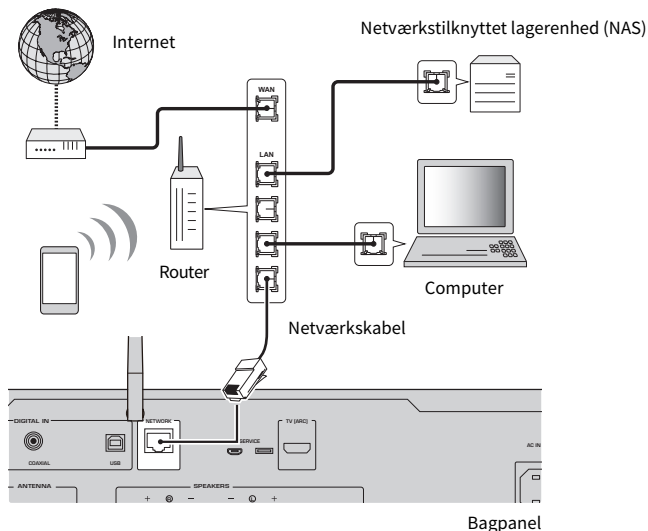 Internet
Netværkstilknyttet lagerenhed (NAS)
WAN
LAN
Router
Computer
Netværkskabel
DIGITAL IN
NETWORK
SERVICE
TV (ARC)
COAXIAL
USB
AC IN
ANTENNA
SPEAKERS
+ R – – L +
Bagpanel